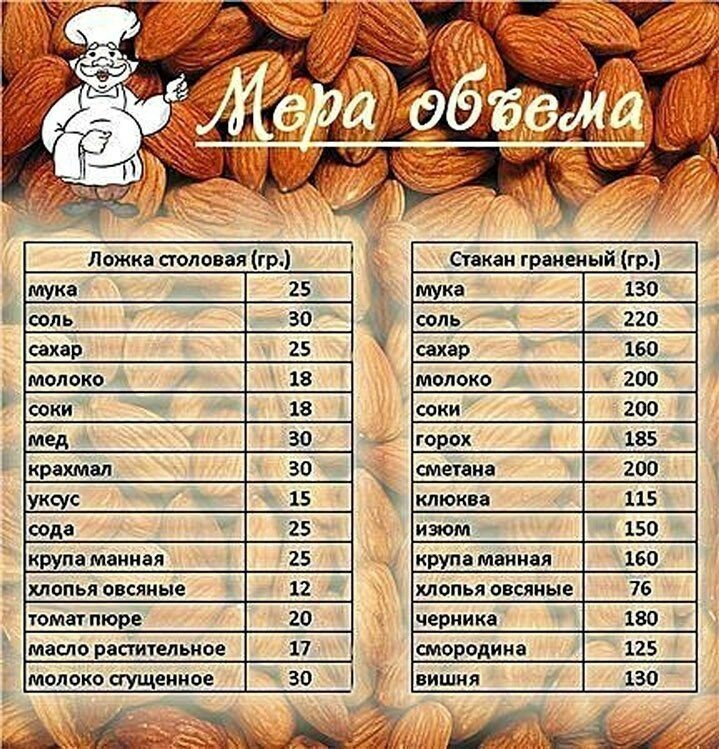 Мера объема
Ложка столовая (гр.)
мука 25
соль 30
сахар 25
молоко 18
соки 18
мед 30
крахмал 30
уксус 15
сода 25
крупа манная 25
хлопья овсяные 12
томат пюре 20
масло растительное 17
молоко сгущенное 30
Стакан граненый (гр.)
мука 130
соль 220
сахар 160
молоко 200
соки 200
горох 185
сметана 200
клюква 115
изюм 150
крупа манная 160
хлопья овсяные 76
черника 180
смородина 125
вишня 130